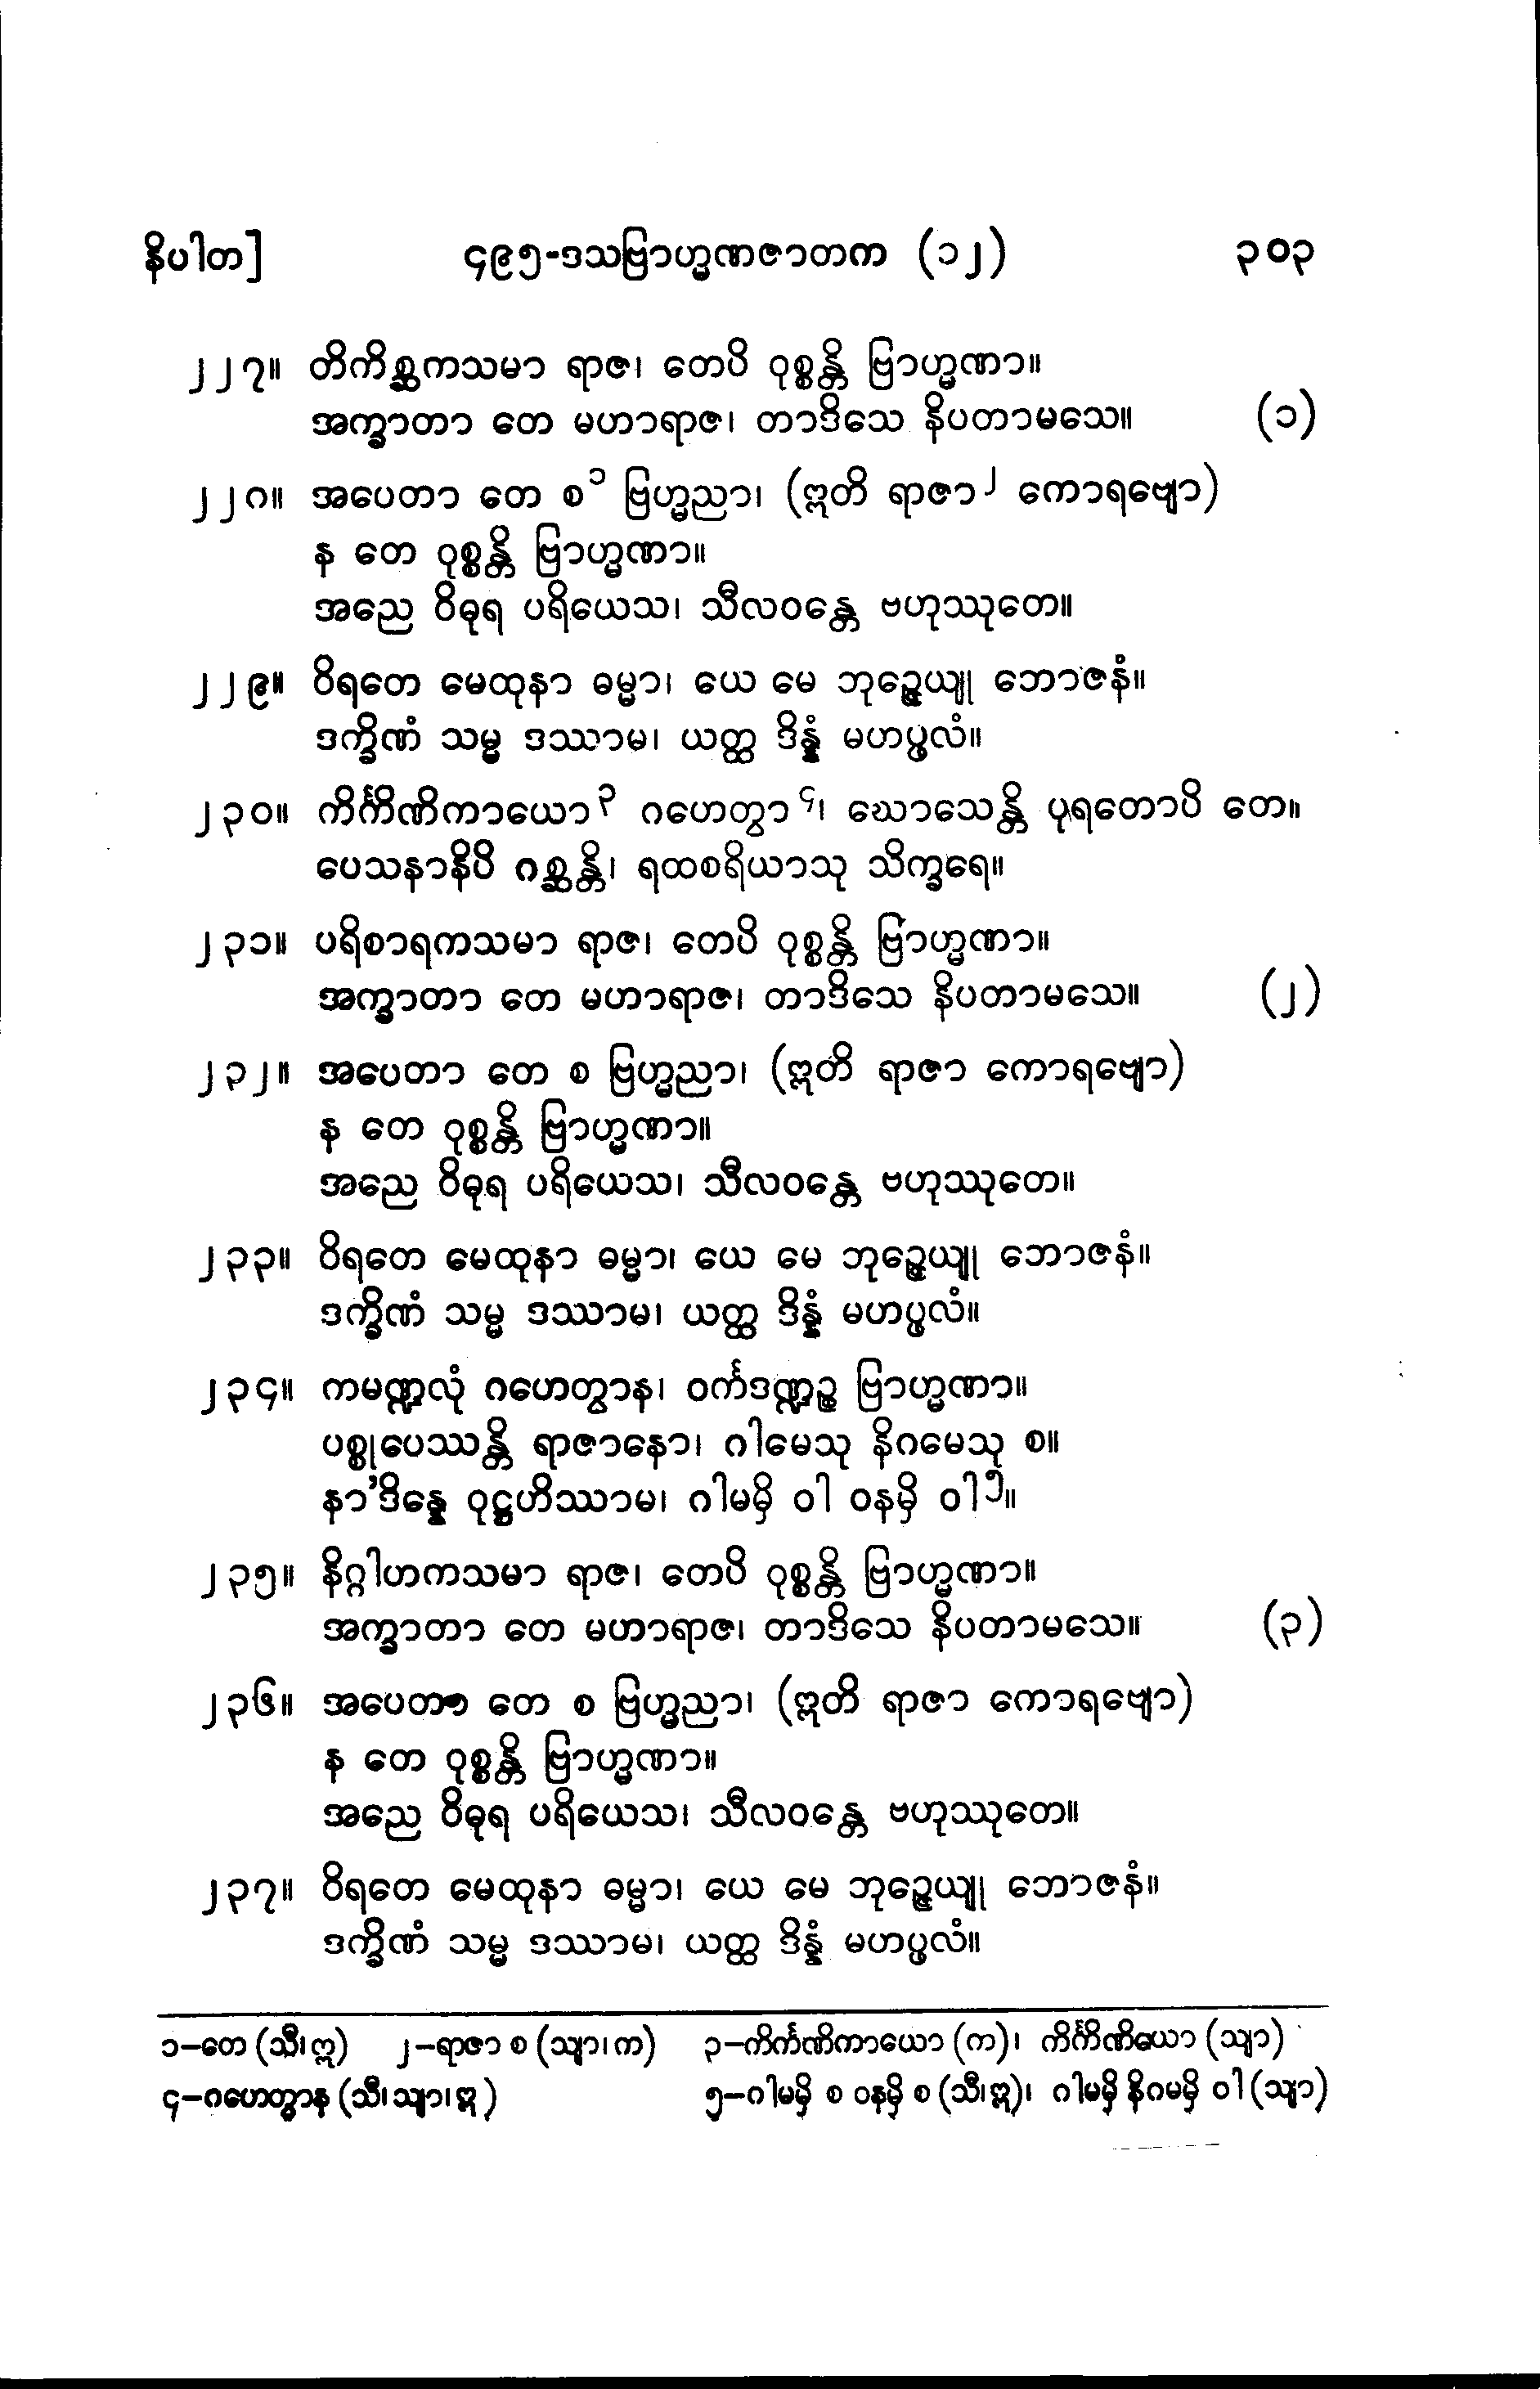 နိပါတ]	၄၉၅-ဒသဗြာဟ္မဏဇာတက (၁၂)	၃၀၃
၂၂၇။ တိကိစ္ဆကသမာ ရာဇ၊ တေပိ ဝုစ္စန္တိ ဗြာဟ္မဏာ။
အက္ခာတာ တေ မဟာရာဇ၊ တာဒိသေ နိပတာမသေ။ (၁)
၂၂၈။ အပေတာ တေ စ၁ ဗြဟ္မညာ၊ (ဣတိ ရာဇာ၂ ကောရဗျော)
န တေ ဝုစ္စန္တိ ဗြာဟ္မဏာ။
အညေ ဝိဓုရ ပရိယေသ၊ သီလဝန္တေ ဗဟုဿုတေ။
၂၂၉။ ဝိရတေ မေထုနာ ဓမ္မာ၊ ယေ မေ ဘုဉ္ဇေယျု ဘောဇနံ။
ဒက္ခိဏံ သမ္မ ဒဿာမ၊ ယတ္ထ ဒိန္နံ မဟပ္ဖလံ။
၂၃၀။ ကိင်္ကိဏိကာယော၃ ဂဟေတွာ၄၊ ဃောသေန္တိ ပုရတောပိ တေ။
ပေသနာနိပိ ဂစ္ဆန္တိ၊ ရထစရိယာသု သိက္ခရေ။
၂၃၁။ ပရိစာရကသမာ ရာဇ၊ တေပိ ဝုစ္စန္တိ ဗြာဟ္မဏာ။
အက္ခာတာ တေ မဟာရာဇ၊ တာဒိသေ နိပတာမသေ။ (၂)
၂၃၂။ အပေတာ တေ စ ဗြဟ္မညာ၊ (ဣတိ ရာဇာ ကောရဗျော)
န တေ ဝုစ္စန္တိ ဗြာဟ္မဏာ။
အညေ ဝိဓုရ ပရိယေသ၊ သီလဝန္တေ ဗဟုဿုတေ။
၂၃၃။ ဝိရတေ မေထုနာ ဓမ္မာ၊ ယေ မေ ဘုဉ္ဇေယျု ဘောဇနံ။
ဒက္ခိဏံ သမ္မ ဒဿာမ၊ ယတ္ထ ဒိန္နံ မဟပ္ဖလံ။
၂၃၄။ ကမဏ္ဍလုံ ဂဟေတွာန၊ ဝင်္ကဒဏ္ဍဉ္စ ဗြာဟ္မဏာ။
ပစ္စုပေဿန္တိ ရာဇာနော၊ ဂါမေသု နိဂမေသု စ။
နာ'ဒိန္နေ ဝုဋ္ဌဟိဿာမ၊ ဂါမမှိ ဝါ ဝနမှိ ဝါ၅။
၂၃၅။ နိဂ္ဂါဟကသမာ ရာဇ၊ တေပိ ဝုစ္စန္တိ ဗြာဟ္မဏာ။
အက္ခာတာ တေ မဟာရာဇ၊ တာဒိသေ နိပတာမသေ။ (၃)
၂၃၆။ အပေတာ တေ စ ဗြဟ္မညာ၊ (ဣတိ ရာဇာ ကောရဗျော)
န တေ ဝုစ္စန္တိ ဗြာဟ္မဏာ။
အညေ ဝိဓုရ ပရိယေသ၊ သီလဝန္တေ ဗဟုဿုတေ။
၂၃၇။ ဝိရတေ မေထုနာ ဓမ္မာ၊ ယေ မေ ဘုဉ္ဇေယျု ဘောဇနံ။
ဒက္ခိဏံ သမ္မ ဒဿာမ၊ ယတ္ထ ဒိန္နံ မဟပ္ဖလံ။
၁–တေ (သီ၊ဣ) ၂–ရာဇာ စ (သျာ၊က) ၃–ကိင်္ကဏိကာယော (က)၊ ကိင်္ကိဏိယော (သျာ)
၄–ဂဟေတွာန (သီ၊သျာ၊ဣ) ၅–ဂါမမှိ စ ဝနမှိ စ (သီ၊ဣ)၊ ဂါမမှိ နိဂမမှိ ဝါ (သျာ)